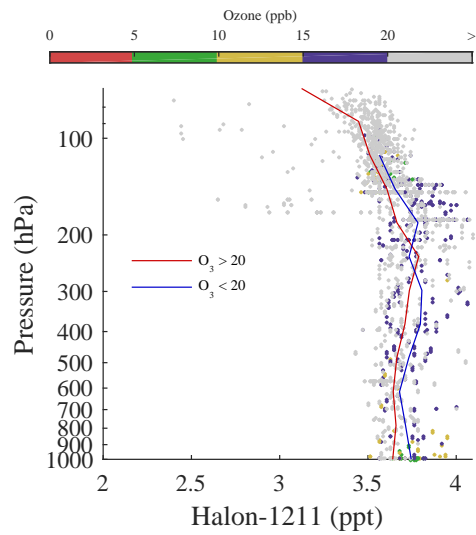 Ozone (ppb)
0 5 10 15 20 >
100
200
300
400
500
600
700
800
900
1000
Pressure (hPa)
O3 > 20
O3 < 20
2 2.5 3 3.5 4
Halon-1211 (ppt)